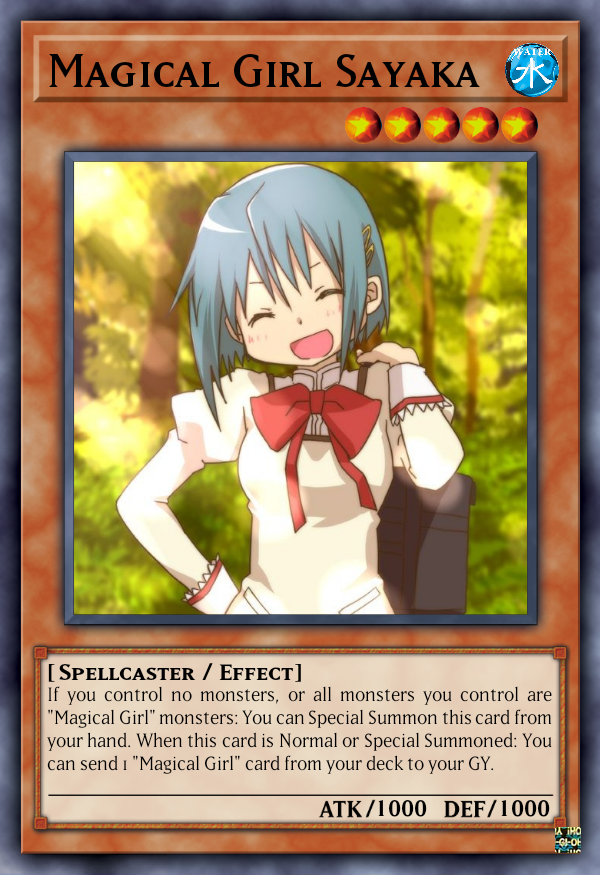 Magical Girl Sayaka
WATER
水
[Spellcaster / Effect]
If you control no monsters, or all monsters you control are
"Magical Girl" monsters: You can Special Summon this card from
your hand. When this card is Normal or Special Summoned: You
can send 1 "Magical Girl" card from your deck to your GY.
ATK/1000 DEF/1000